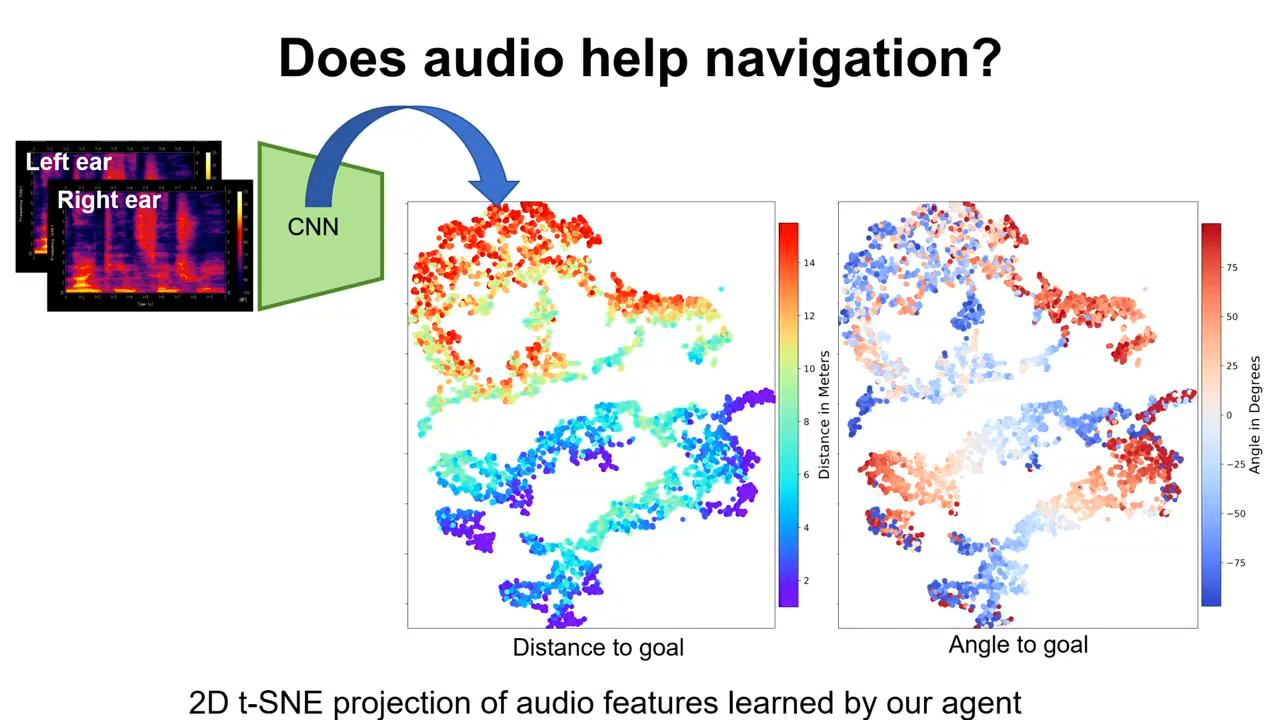 Does audio help navigation?
Left ear
Right ear
CNN
14
12
10
8
6
4
2
Distance in Meters
75
50
25
0
−25
−50
−75
Angle in Degrees
Distance to goal
Angle to goal
2D t-SNE projection of audio features learned by our agent